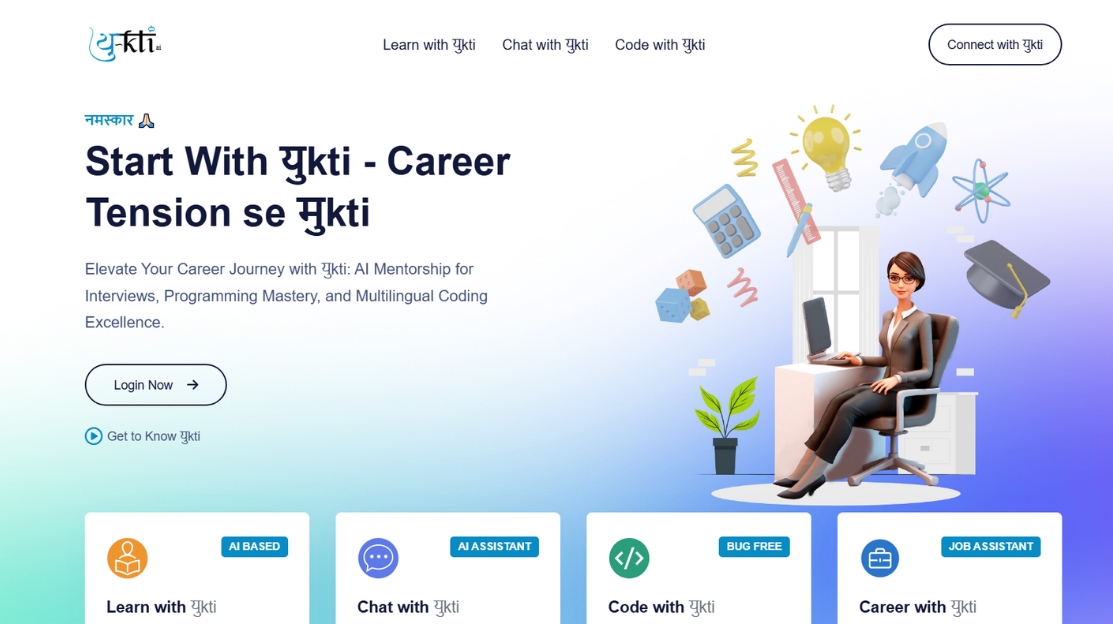 युkti ai
Learn with युkti
Chat with युkti
Code with युkti
Connect with युkti
नमस्कार 🙏🏻
Start With युkti - Career
Tension se मुkti
Elevate Your Career Journey with युkti: AI Mentorship for
Interviews, Programming Mastery, and Multilingual Coding
Excellence.
Login Now →
Get to Know युkti
AI BASED
Learn with युkti
AI ASSISTANT
Chat with युkti
BUG FREE
Code with युkti
JOB ASSISTANT
Career with युkti